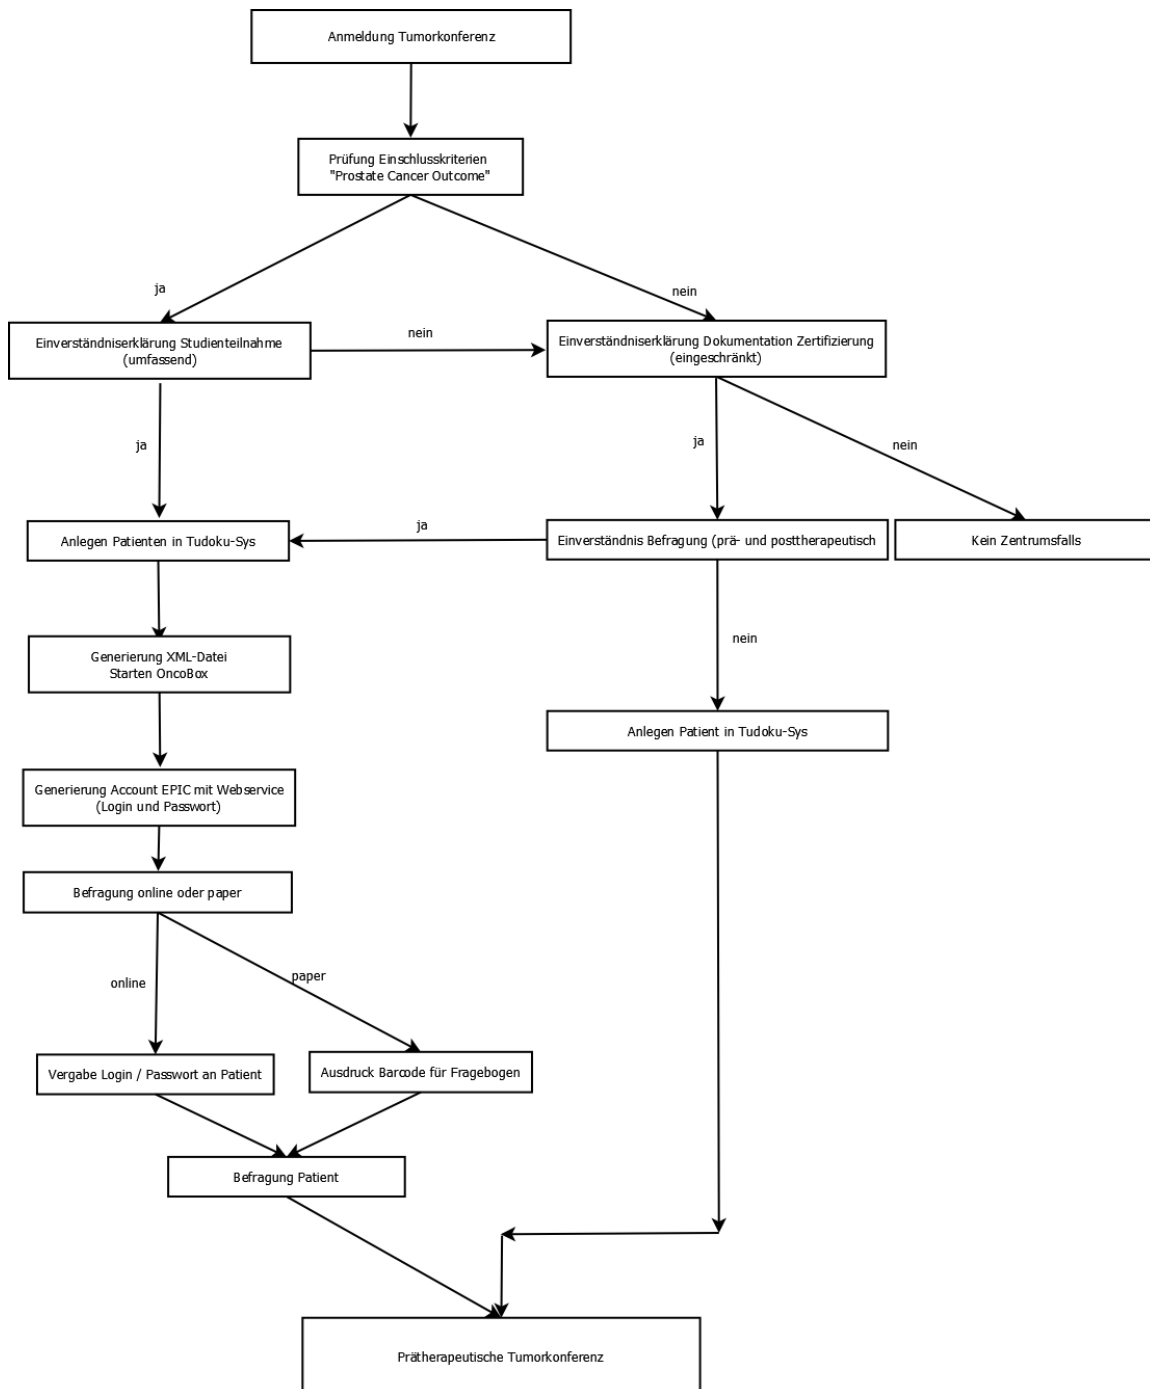 Anmeldung Tumorkonferenz
Prüfung Einschlusskriterien
"Prostate Cancer Outcome"
ja
nein
Einverständniserklärung Studienteilnahme
(umfassend)
nein
Einverständniserklärung Dokumentation Zertifizierung
(eingeschränkt)
ja
ja
nein
Anlegen Patienten in Tudoku-Sys
ja
Einverständnis Befragung (prä- und posttherapeutisch
Kein Zentrumsfalls
nein
Generierung XML-Datei
Starten OncoBox
Anlegen Patient in Tudoku-Sys
Generierung Account EPIC mit Webservice
(Login und Passwort)
Befragung online oder paper
online
paper
Vergabe Login / Passwort an Patient
Ausdruck Barcode für Fragebogen
Befragung Patient
Prätherapeutische Tumorkonferenz